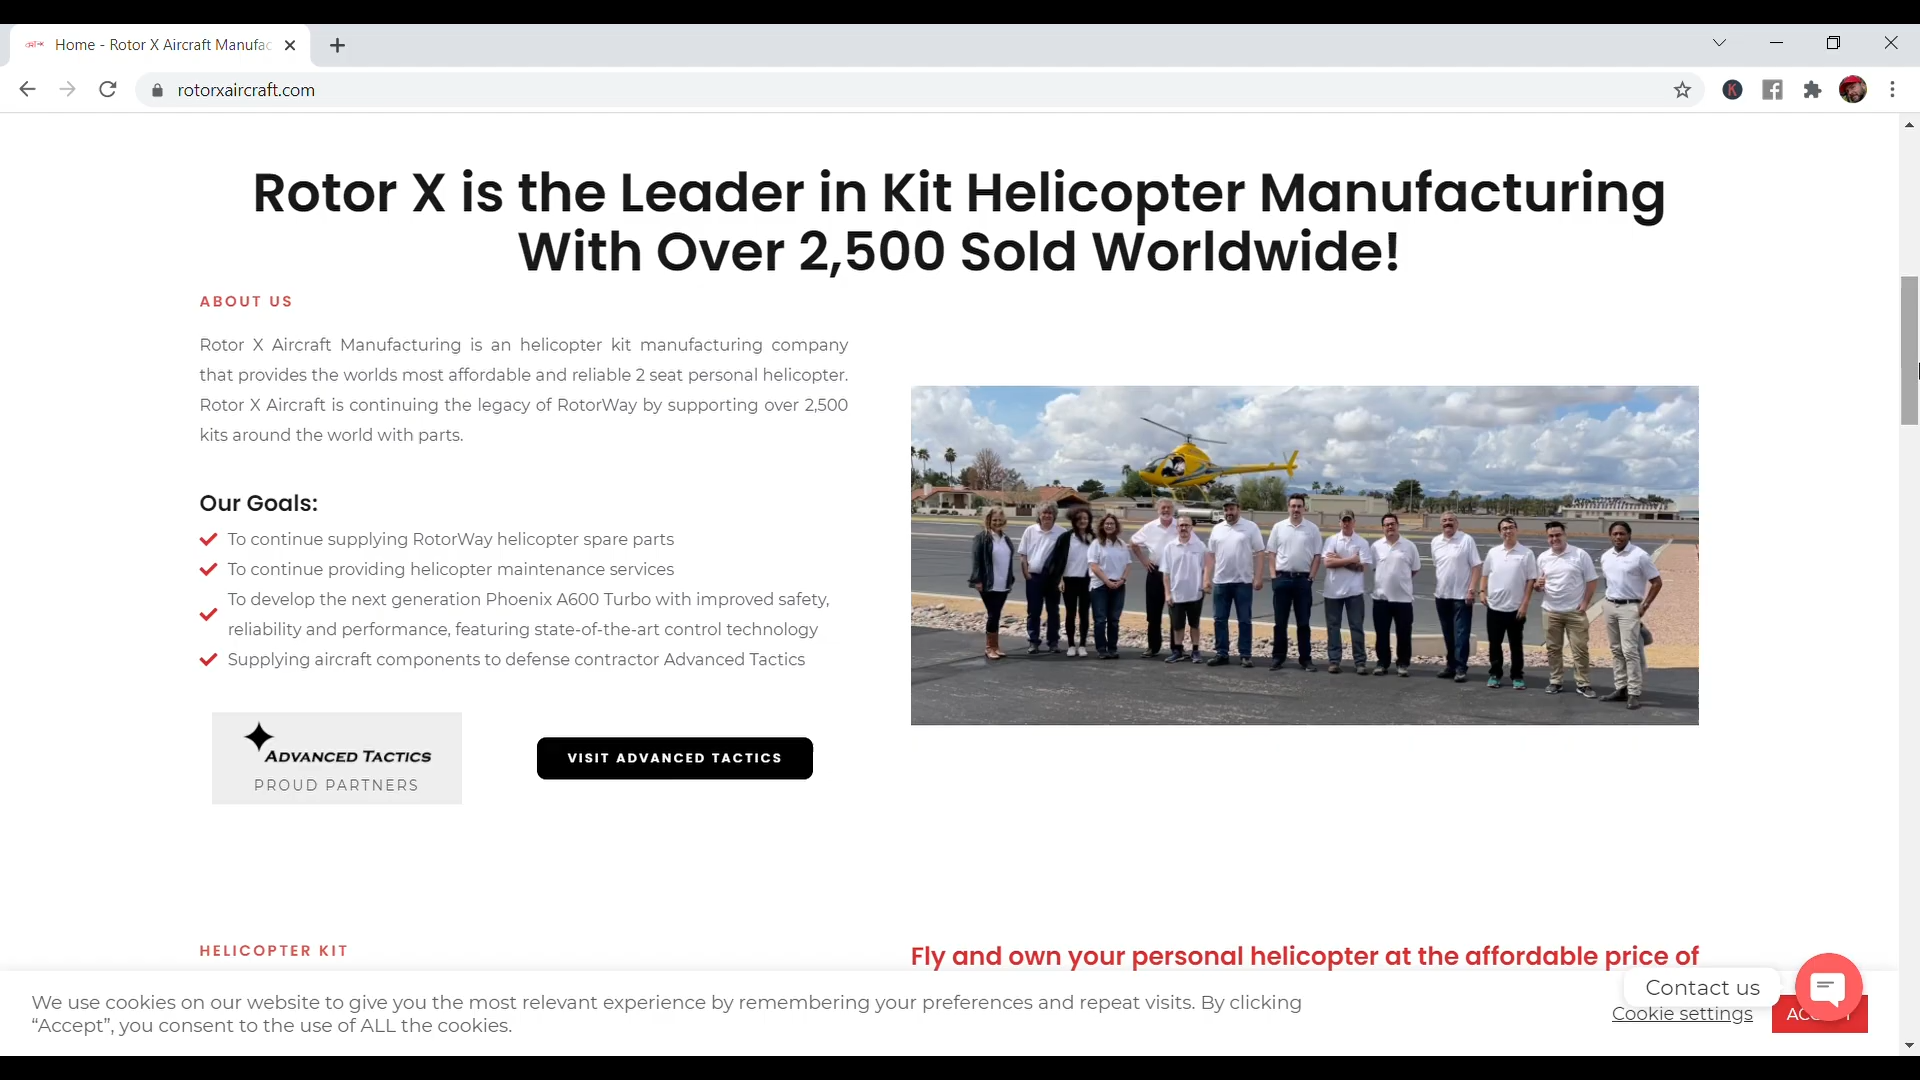 Home - Rotor X Aircraft Manufac
rotorxaircraft.com
K
Rotor X is the Leader in Kit Helicopter Manufacturing
With Over 2,500 Sold Worldwide!
ABOUT US
Rotor X Aircraft Manufacturing is an helicopter kit manufacturing company
that provides the worlds most affordable and reliable 2 seat personal helicopter.
Rotor X Aircraft is continuing the legacy of RotorWay by supporting over 2,500
kits around the world with parts.
Our Goals:
To continue supplying RotorWay helicopter spare parts
To continue providing helicopter maintenance services
To develop the next generation Phoenix A600 Turbo with improved safety,
reliability and performance, featuring state-of-the-art control technology
Supplying aircraft components to defense contractor Advanced Tactics
ADVANCED TACTICS
PROUD PARTNERS
VISIT ADVANCED TACTICS
HELICOPTER KIT
Fly and own your personal helicopter at the affordable price of
We use cookies on our website to give you the most relevant experience by remembering your preferences and repeat visits. By clicking
“Accept”, you consent to the use of ALL the cookies.
Contact us
Cookie settings